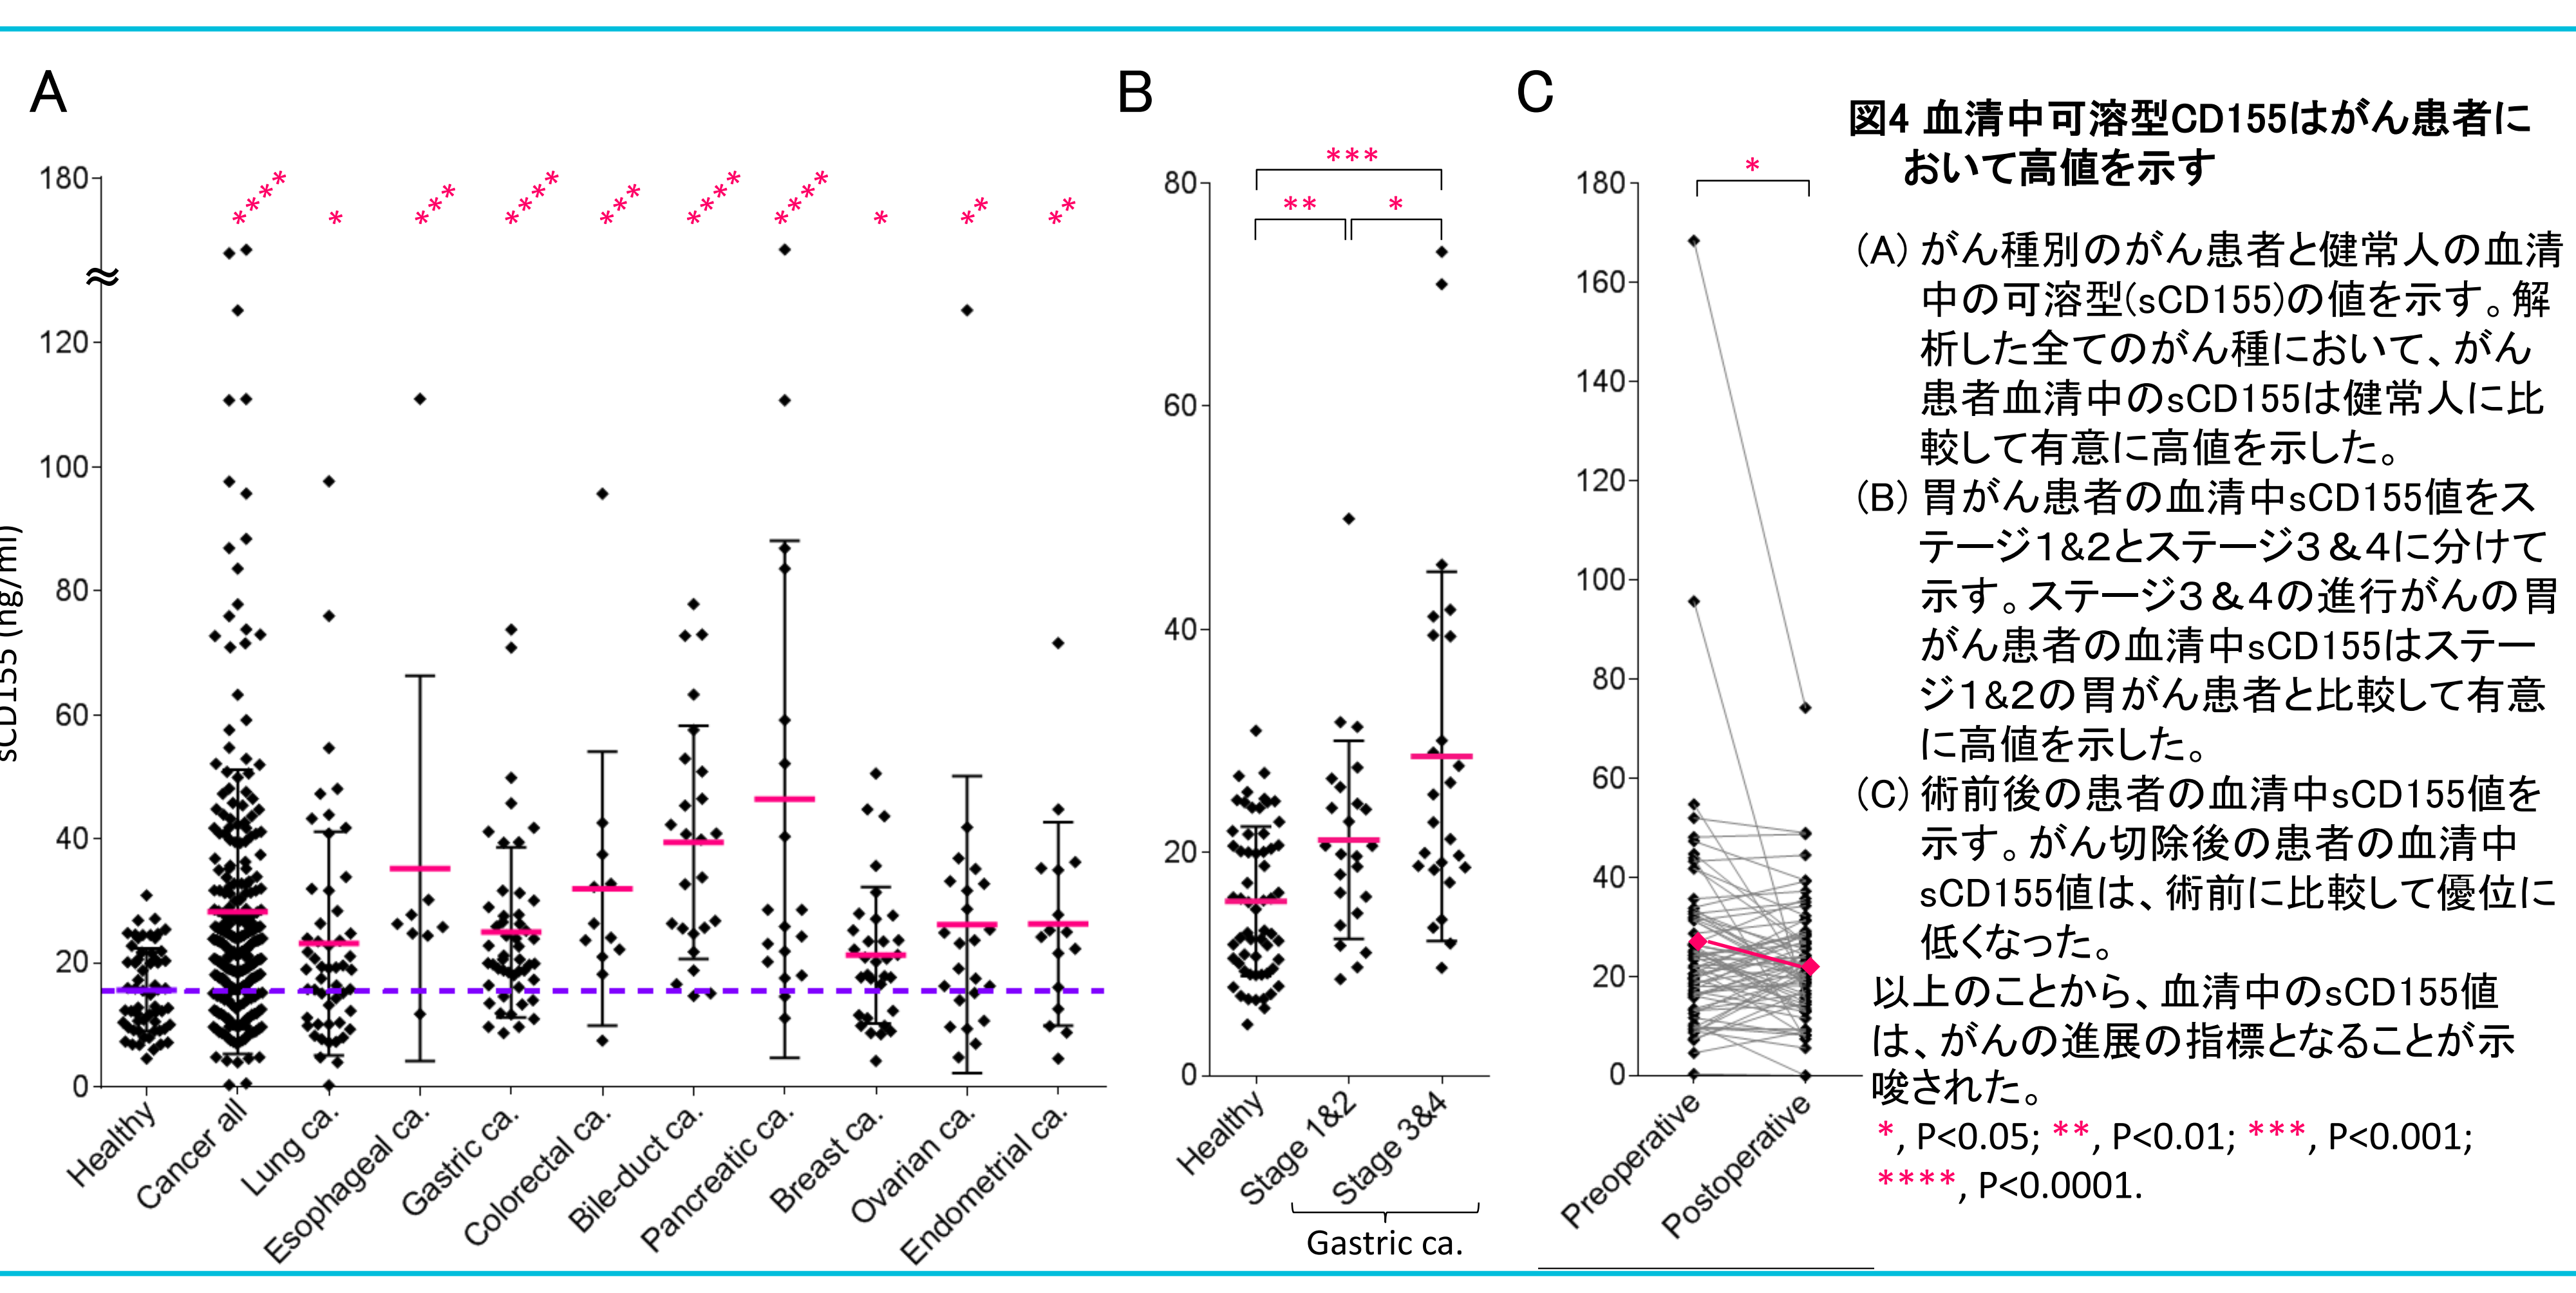 A
B
C
180
120
100
80
60
40
20
0
sCD155 (ng/ml)
**** * *** **** *** **** **** * ** **
Healthy
Cancer all
Lung ca.
Esophageal ca.
Gastric ca.
Colorectal ca.
Bile-duct ca.
Pancreatic ca.
Breast ca.
Ovarian ca.
Endometrial ca.
***
** *
80
60
40
20
0
Healthy
Stage 1&2
Stage 3&4
Gastric ca.
*
180
160
140
120
100
80
60
40
20
0
Preoperative
Postoperative
図4 血清中可溶型CD155はがん患者に
おいて高値を示す
(A) がん種別のがん患者と健常人の血清
中の可溶型(sCD155)の値を示す。解
析した全てのがん種において、がん
患者血清中のsCD155は健常人に比
較して有意に高値を示した。
(B) 胃がん患者の血清中sCD155値をス
テージ1&2とステージ3&4に分けて
示す。ステージ3&4の進行がんの胃
がん患者の血清中sCD155はステー
ジ1&2の胃がん患者と比較して有意
に高値を示した。
(C) 術前後の患者の血清中sCD155値を
示す。がん切除後の患者の血清中
sCD155値は、術前に比較して優位に
低くなった。
以上のことから、血清中のsCD155値
は、がんの進展の指標となることが示
唆された。
*, P<0.05; **, P<0.01; ***, P<0.001;
****, P<0.0001.